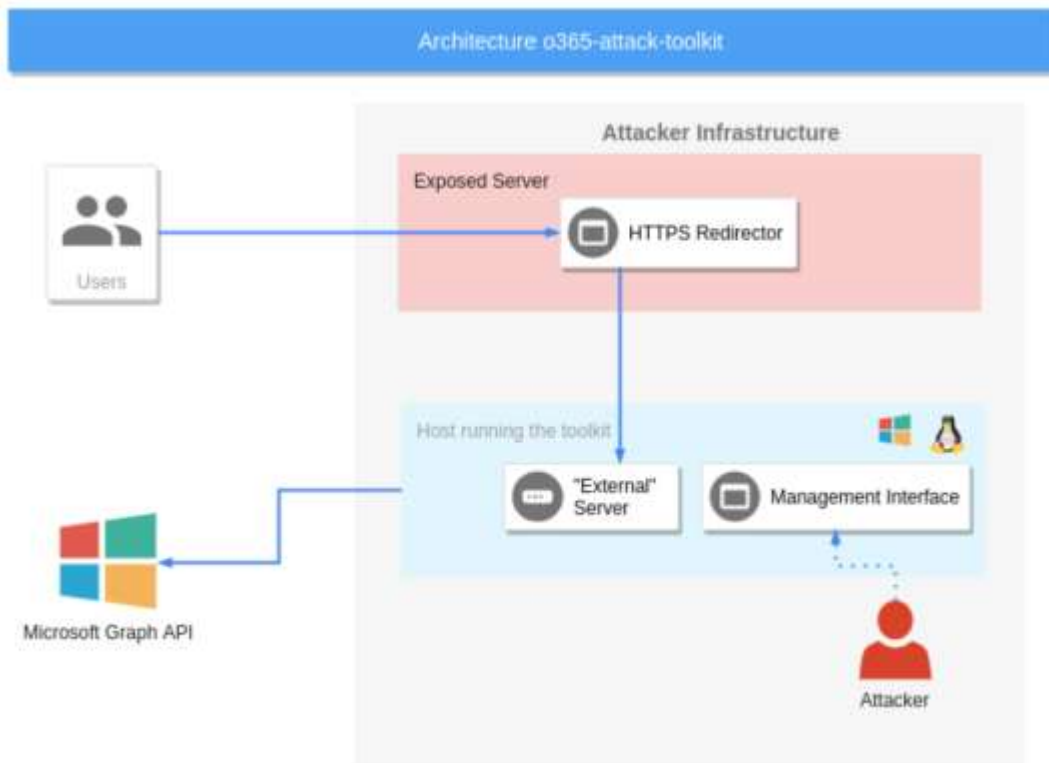 Architecture o365-attack-toolkit
Attacker Infrastructure
Exposed Server
HTTPS Redirector
Users
Host running the toolkit
"External"
Server
Management Interface
Microsoft Graph API
Attacker